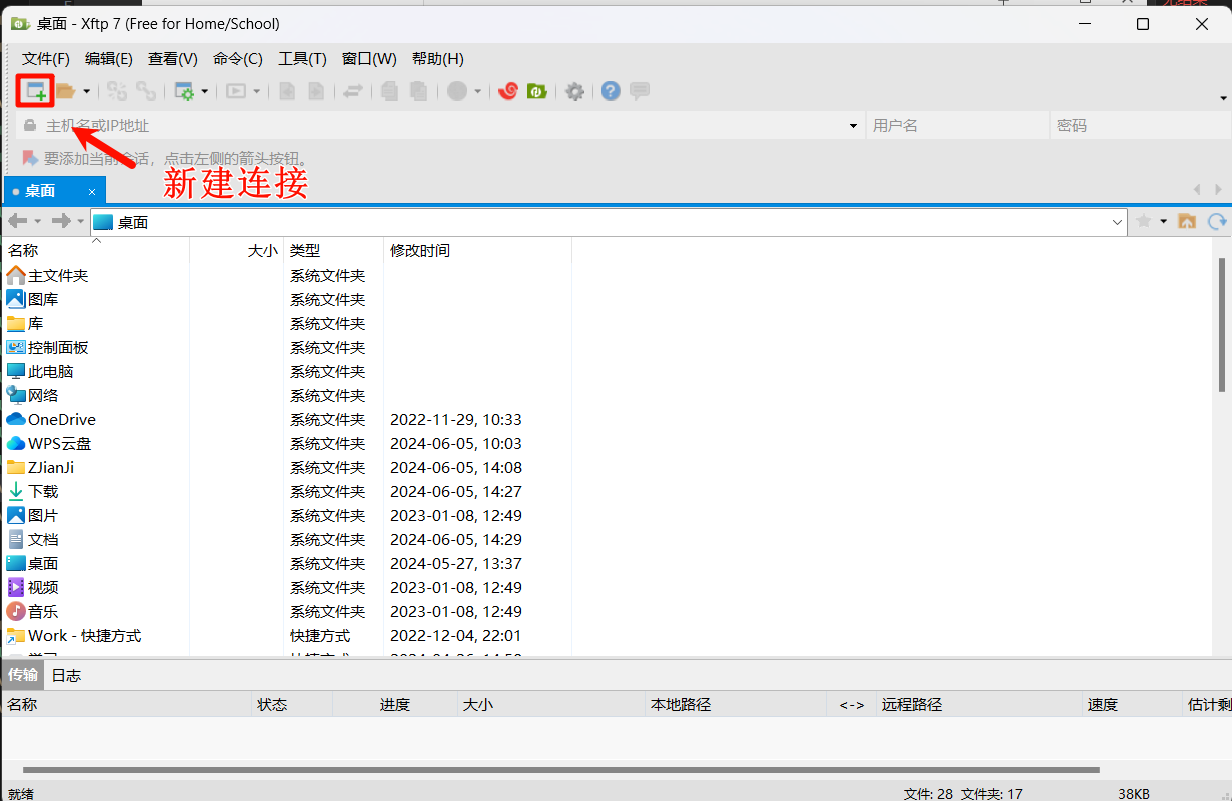 桌面 - Xftp 7 (Free for Home/School)
文件(F) 编辑(E) 查看(V) 命令(C) 工具(T) 窗口(W) 帮助(H)
主机名或IP地址 用户名 密码
要添加当前会话，点击左侧的箭头按钮。
新建连接
桌面
桌面
名称 大小 类型 修改时间
主文件夹 系统文件夹
图库 系统文件夹
库 系统文件夹
控制面板 系统文件夹
此电脑 系统文件夹
网络 系统文件夹
OneDrive 系统文件夹 2022-11-29, 10:33
WPS云盘 系统文件夹 2024-06-05, 10:03
ZJianJi 系统文件夹 2024-06-05, 14:08
下载 系统文件夹 2024-06-05, 14:27
图片 系统文件夹 2023-01-08, 12:49
文档 系统文件夹 2024-06-05, 14:29
桌面 系统文件夹 2024-05-27, 13:37
视频 系统文件夹 2023-01-08, 12:49
音乐 系统文件夹 2023-01-08, 12:49
Work - 快捷方式 快捷方式 2022-12-04, 22:01
传输 日志
名称 状态 进度 大小 本地路径 <-> 远程路径 速度 估计剩
就绪 文件: 28 文件夹: 17 38KB